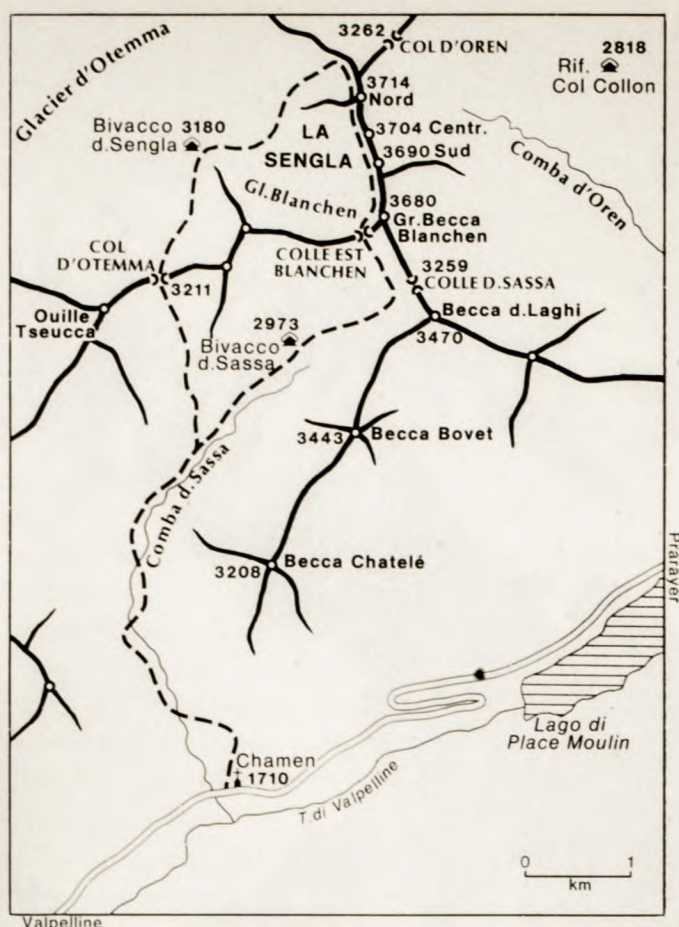 3262
COL D'OREN
2818
Rif.
Col Collon
Glacier d'Otemma
3714
Nord
Bivacco 3180
d.Sengla
LA
SENGLA
3704 Centr.
3690 Sud
Comba d'Oren
Gl.Blanchen
3680
Gr.Becca
Blanchen
COL
D'OTEMMA
3211
COLLE EST
BLANCHEN
3259
COLLE D.SASSA
Ouille
Tseucca
2973
Bivacco
d.Sassa
Becca d.Laghi
3470
3443
Becca Bovet
Comba d.Sassa
3208
Becca Chatelé
Prarayer
Lago di
Place Moulin
Chamen
1710
T.di Valpelline
0 1
km
Valpelline